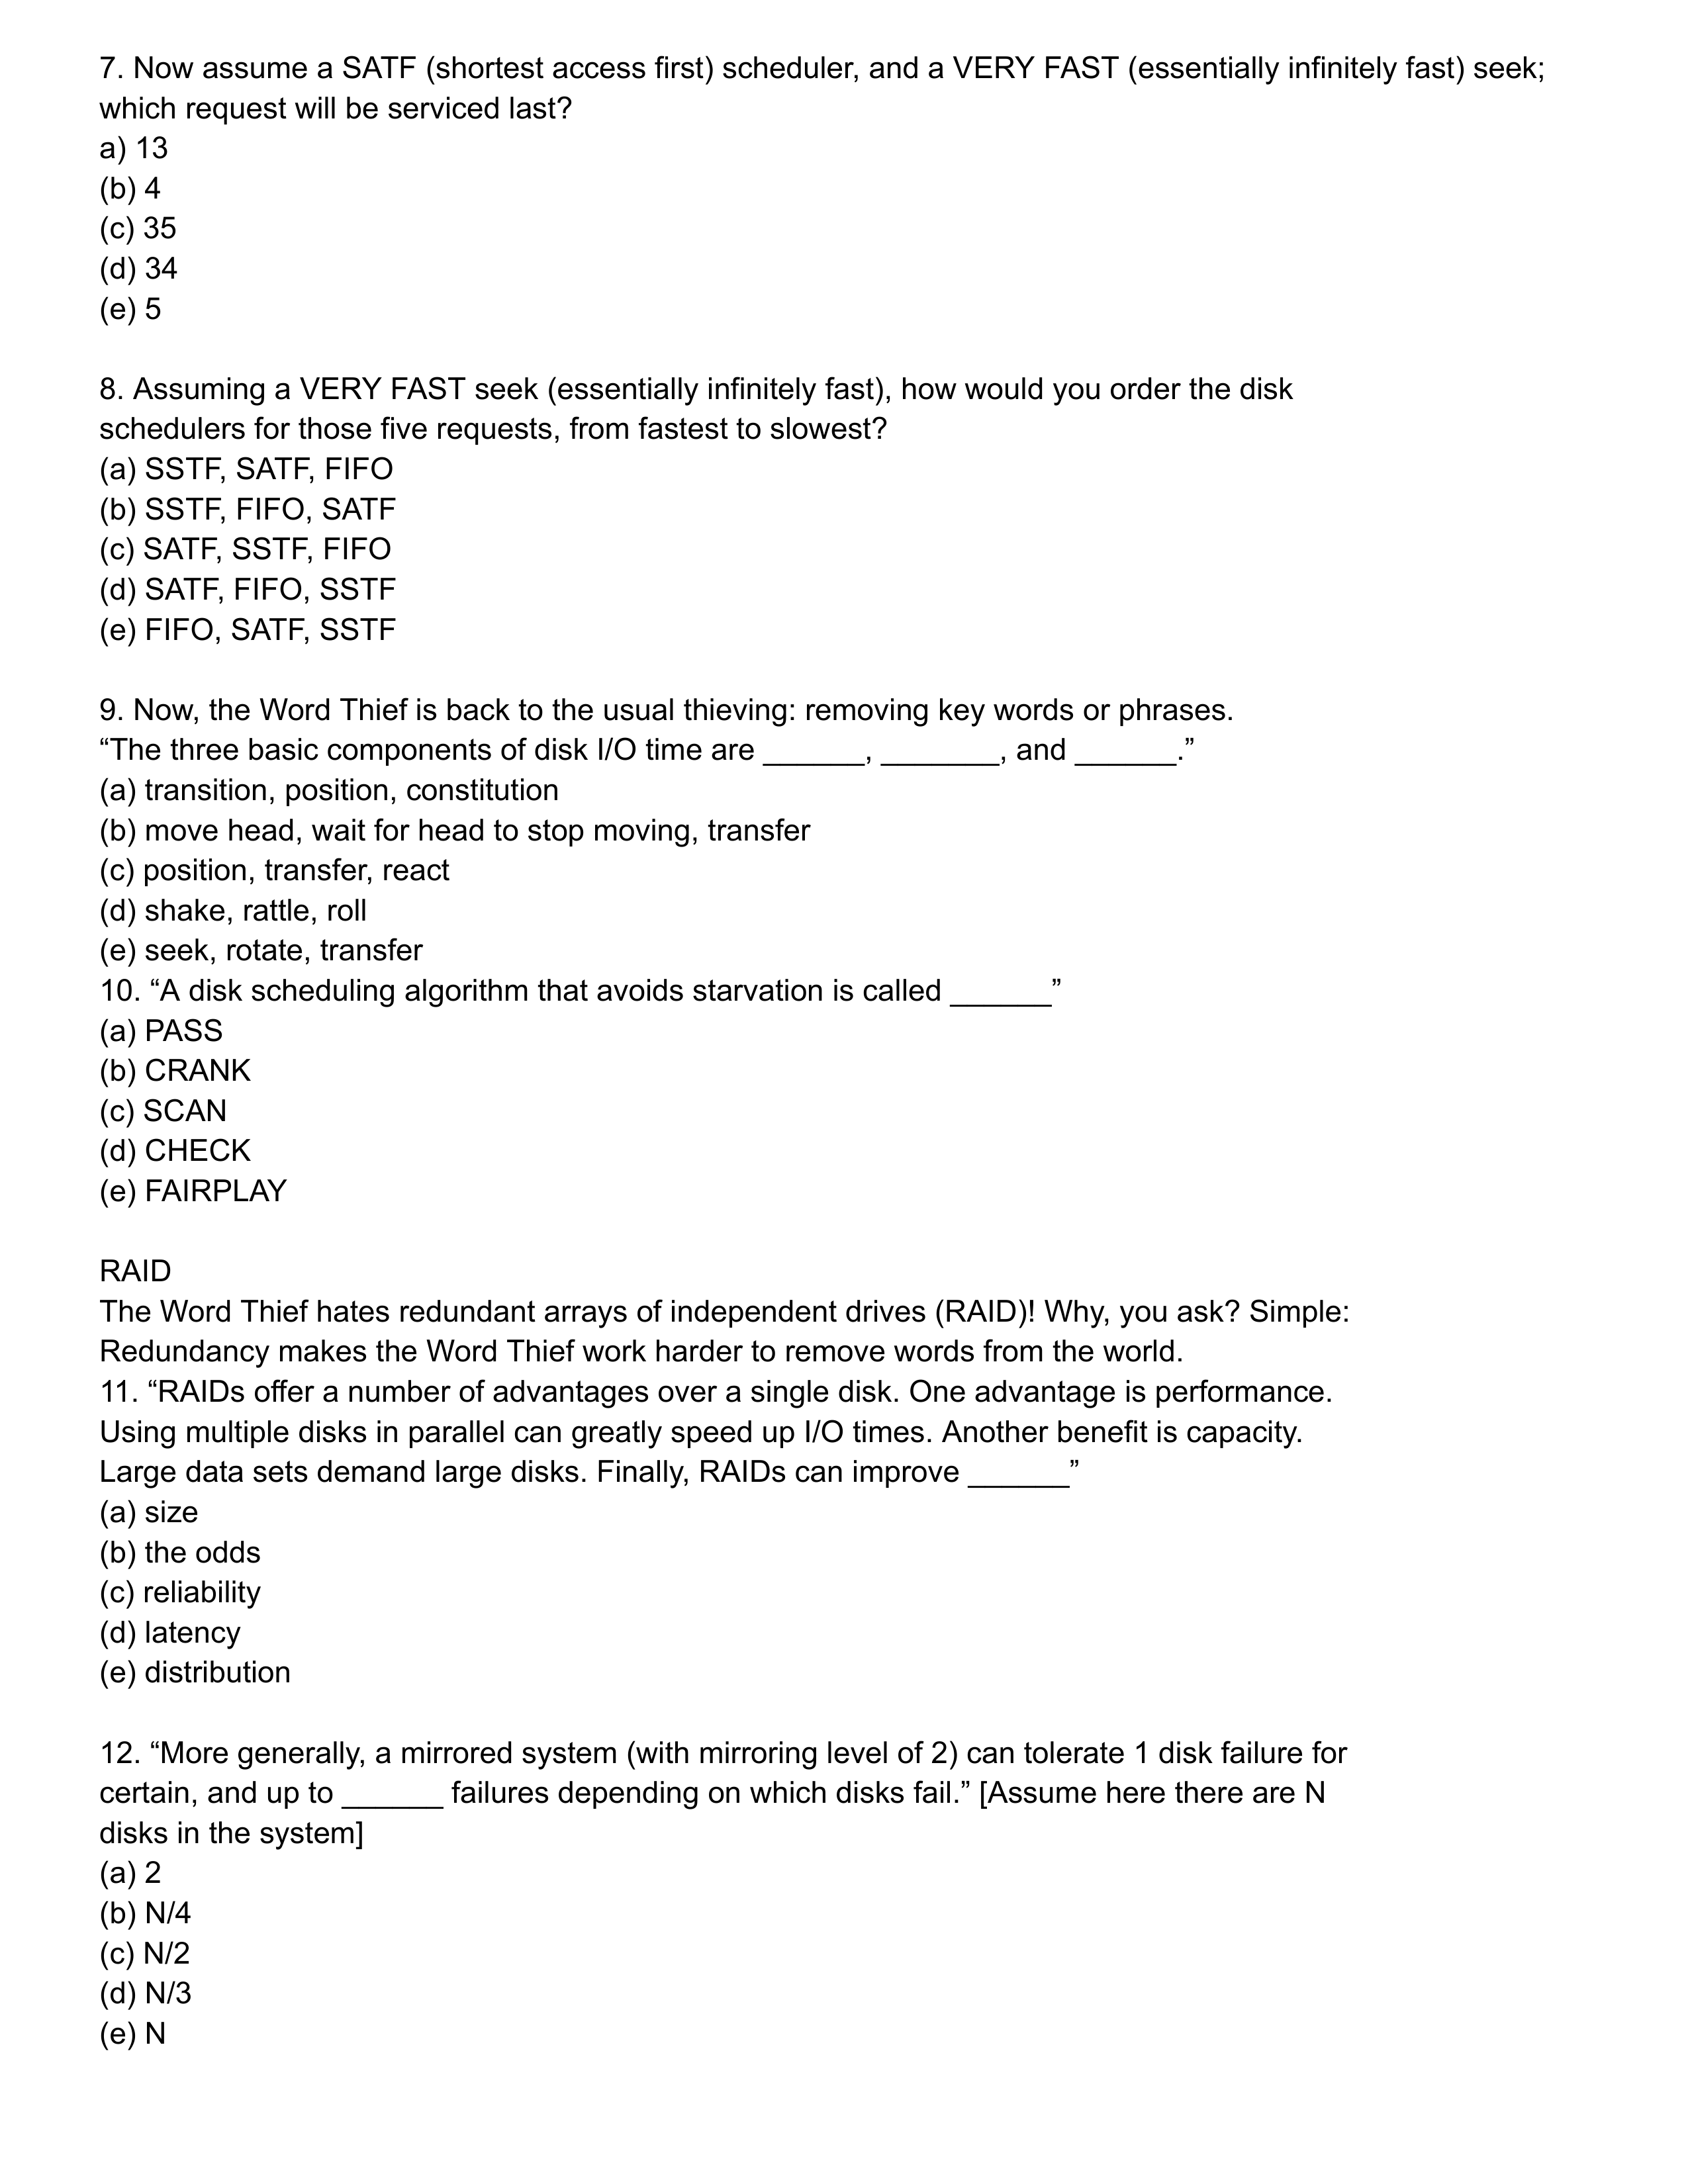 7. Now assume a SATF (shortest access first) scheduler, and a VERY FAST (essentially infinitely fast) seek;
which request will be serviced last?
a) 13
(b) 4
(c) 35
(d) 34
(e) 5
8. Assuming a VERY FAST seek (essentially infinitely fast), how would you order the disk
schedulers for those five requests, from fastest to slowest?
(a) SSTF, SATF, FIFO
(b) SSTF, FIFO, SATF
(c) SATF, SSTF, FIFO
(d) SATF, FIFO, SSTF
(e) FIFO, SATF, SSTF
9. Now, the Word Thief is back to the usual thieving: removing key words or phrases.
“The three basic components of disk I/O time are ______, _______, and ______.”
(a) transition, position, constitution
(b) move head, wait for head to stop moving, transfer
(c) position, transfer, react
(d) shake, rattle, roll
(e) seek, rotate, transfer
10. “A disk scheduling algorithm that avoids starvation is called ______”
(a) PASS
(b) CRANK
(c) SCAN
(d) CHECK
(e) FAIRPLAY
RAID
The Word Thief hates redundant arrays of independent drives (RAID)! Why, you ask? Simple:
Redundancy makes the Word Thief work harder to remove words from the world.
11. “RAIDs offer a number of advantages over a single disk. One advantage is performance.
Using multiple disks in parallel can greatly speed up I/O times. Another benefit is capacity.
Large data sets demand large disks. Finally, RAIDs can improve ______”
(a) size
(b) the odds
(c) reliability
(d) latency
(e) distribution
12. “More generally, a mirrored system (with mirroring level of 2) can tolerate 1 disk failure for
certain, and up to ______ failures depending on which disks fail.” [Assume here there are N
disks in the system]
(a) 2
(b) N/4
(c) N/2
(d) N/3
(e) N